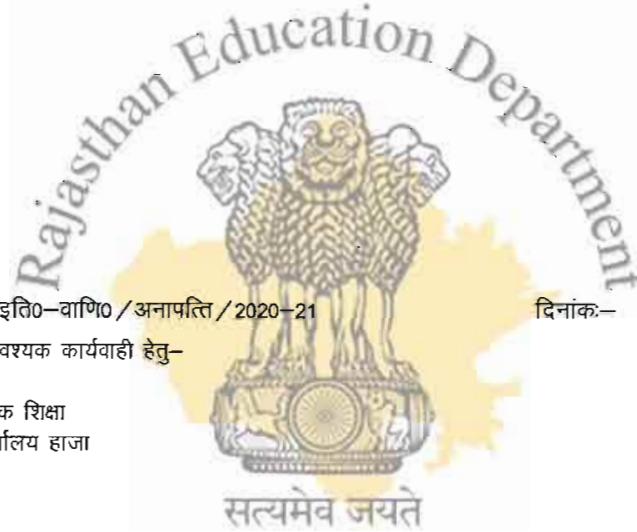 Rajasthan Education Department
इति0–वाणि0/अनापत्ति/2020–21 दिनांक:–
वश्यक कार्यवाही हेतु–
क शिक्षा
र्यालय हाजा
सत्यमेव जयते